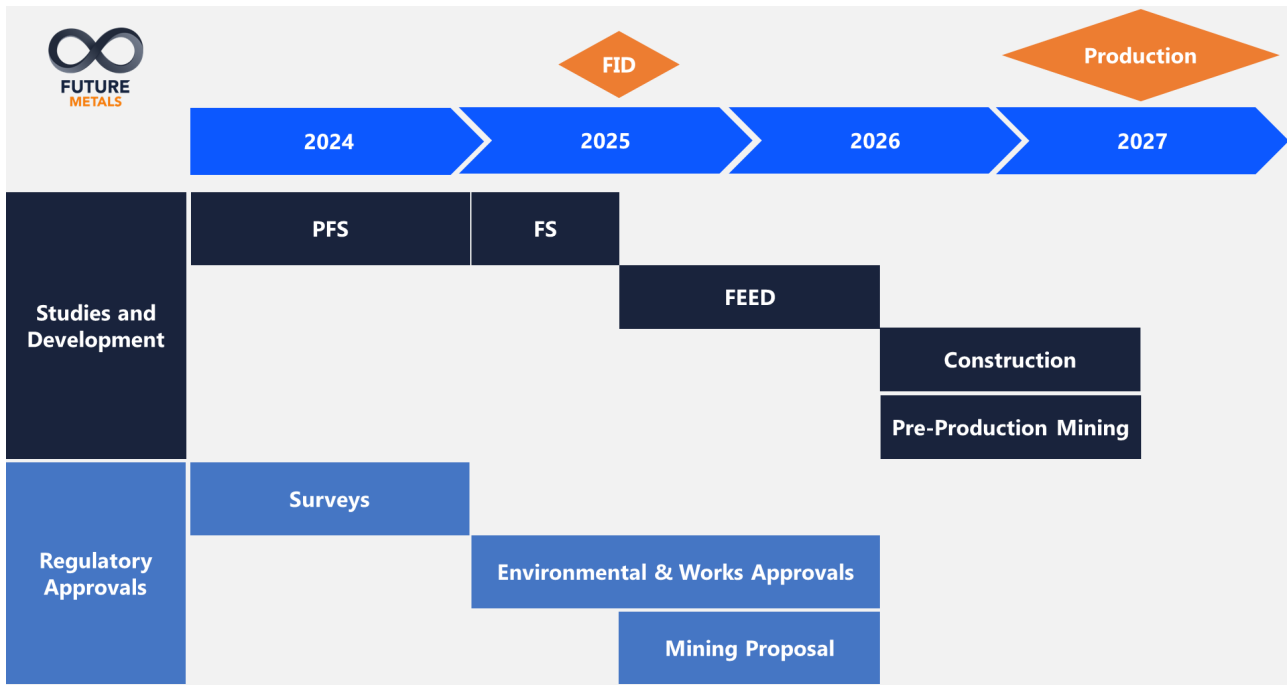 FUTURE
METALS
FID
Production
2024
2025
2026
2027
Studies and
Development
PFS
FS
FEED
Construction
Pre-Production Mining
Regulatory
Approvals
Surveys
Environmental & Works Approvals
Mining Proposal